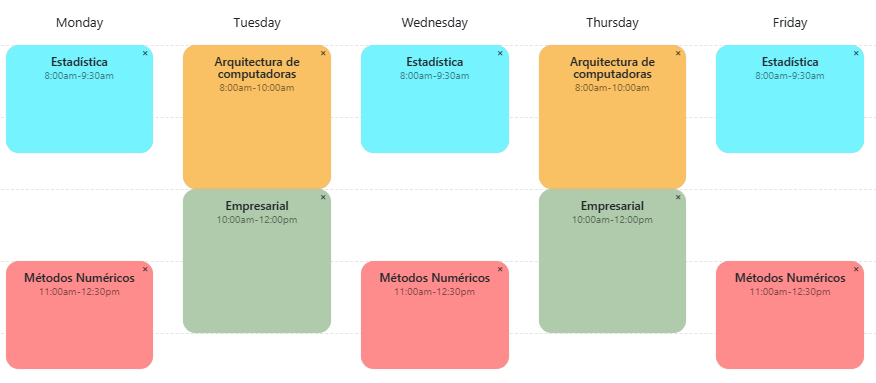 Monday
Tuesday
Wednesday
Thursday
Friday
×
Estadística
8:00am-9:30am
×
Arquitectura de
computadoras
8:00am-10:00am
×
Estadística
8:00am-9:30am
×
Arquitectura de
computadoras
8:00am-10:00am
×
Estadística
8:00am-9:30am
×
Empresarial
10:00am-12:00pm
×
Empresarial
10:00am-12:00pm
×
Métodos Numéricos
11:00am-12:30pm
×
Métodos Numéricos
11:00am-12:30pm
×
Métodos Numéricos
11:00am-12:30pm